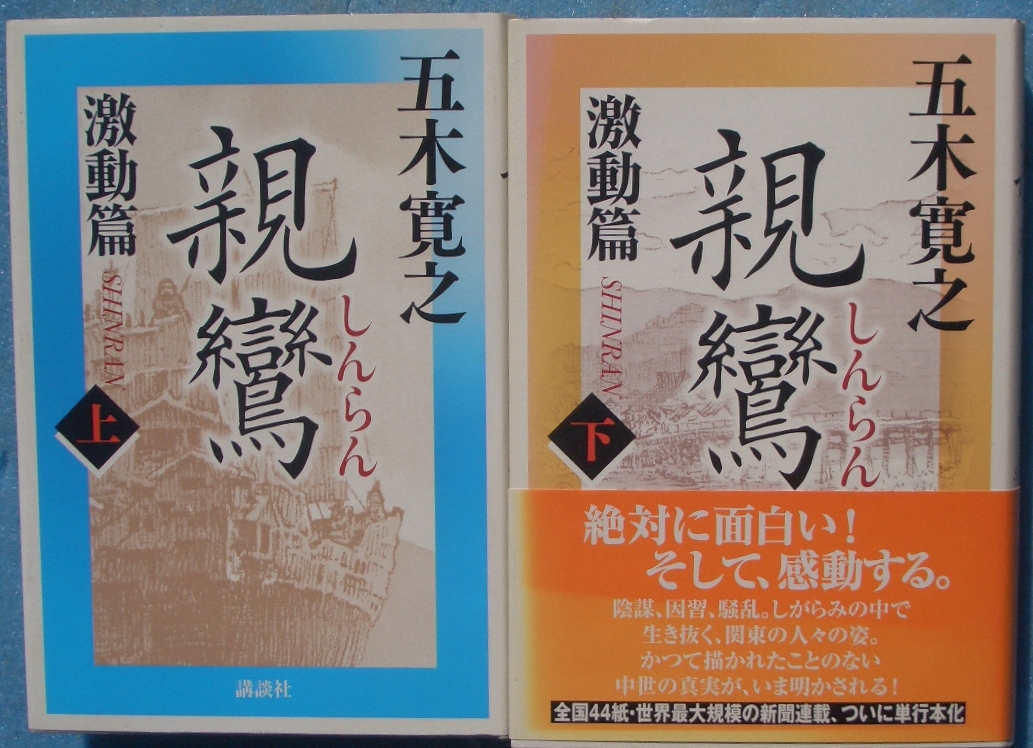 五木寛之
親鸞
しんらん
激動篇
SHINRAN
上
講談社
五木寛之
親鸞
しんらん
激動篇
SHINRAN
下
絶対に面白い!
そして、感動する。
陰謀、因習、騒乱。しがらみの中で
生き抜く、関東の人々の姿。
かつて描かれたことのない
中世の真実が、いま明かされる!
全国44紙・世界最大規模の新聞連載、ついに単行本化